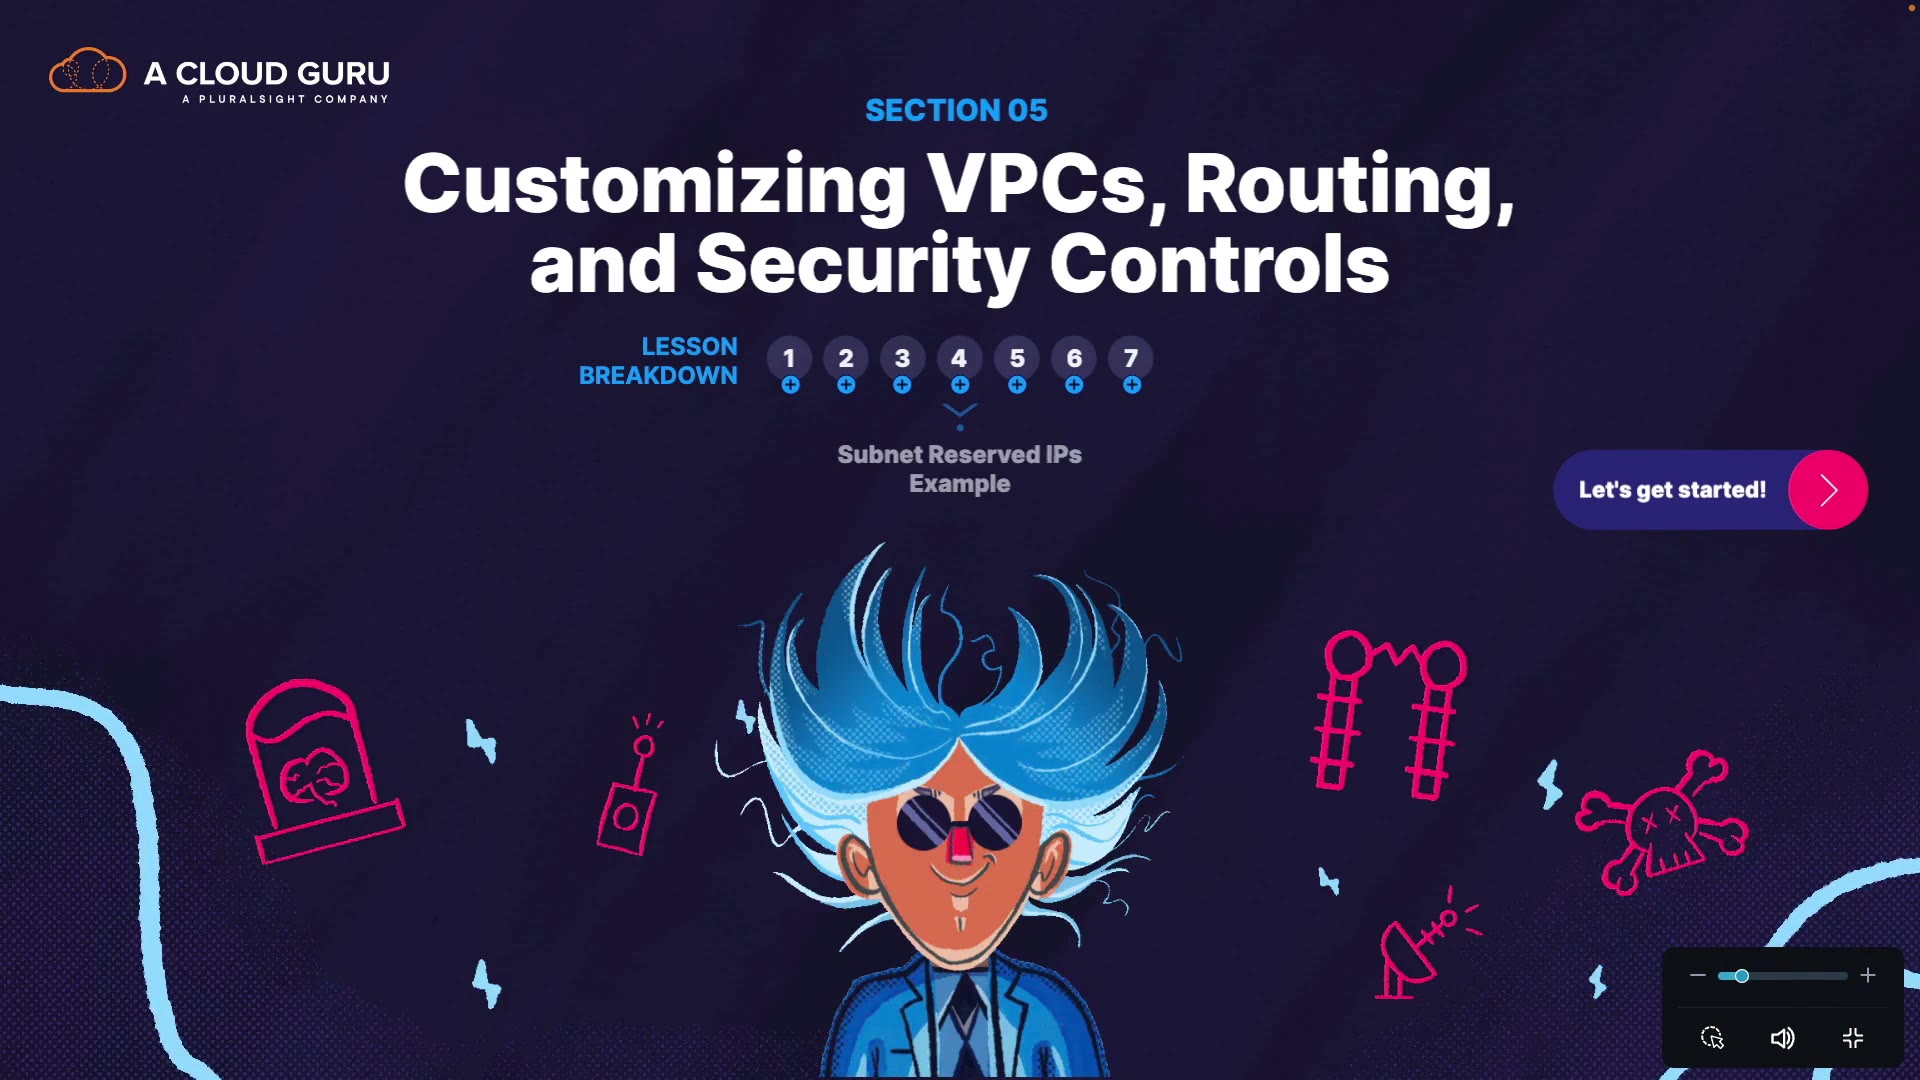 A CLOUD GURU
A PLURALSIGHT COMPANY
SECTION 05
Customizing VPCs, Routing,
and Security Controls
LESSON
BREAKDOWN
1 2 3 4 5 6 7
Subnet Reserved IPs
Example
Let's get started!